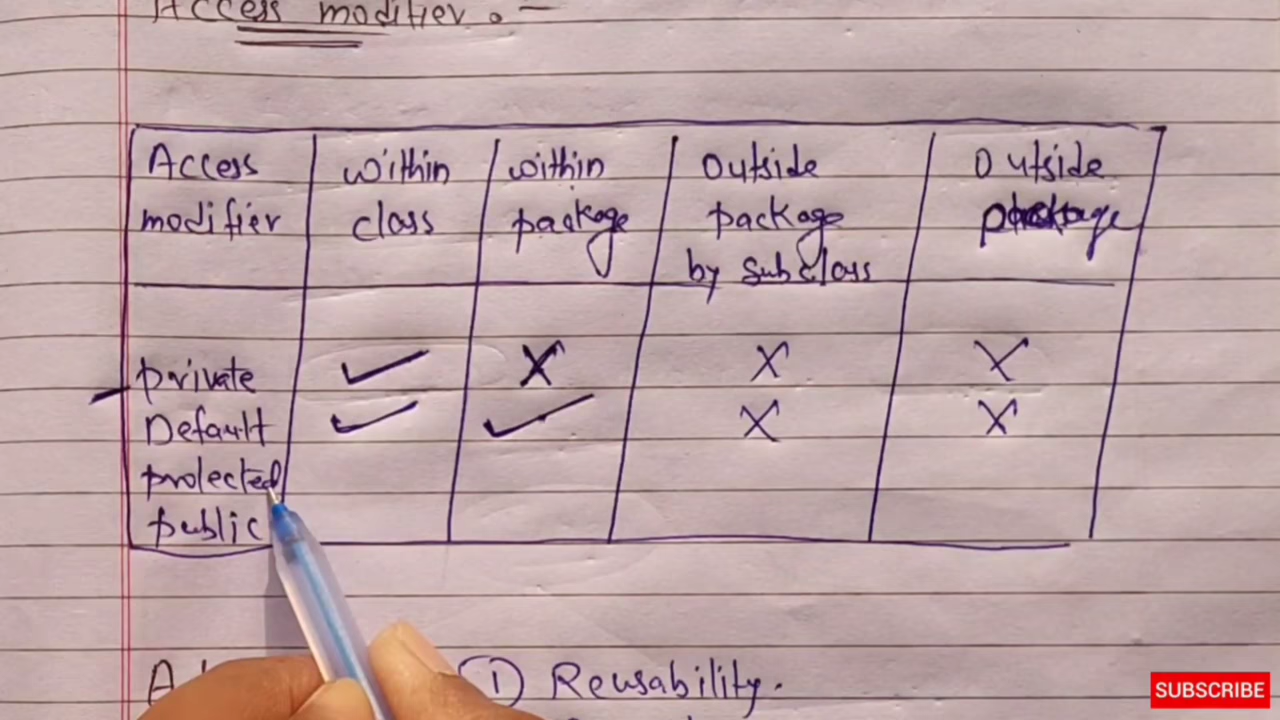 Access modifier. -
Access modifier within class within package Outside package by subclass Outside package
private ✓ X X X
Default ✓ ✓ X X
protected
public
① Reusability.
SUBSCRIBE